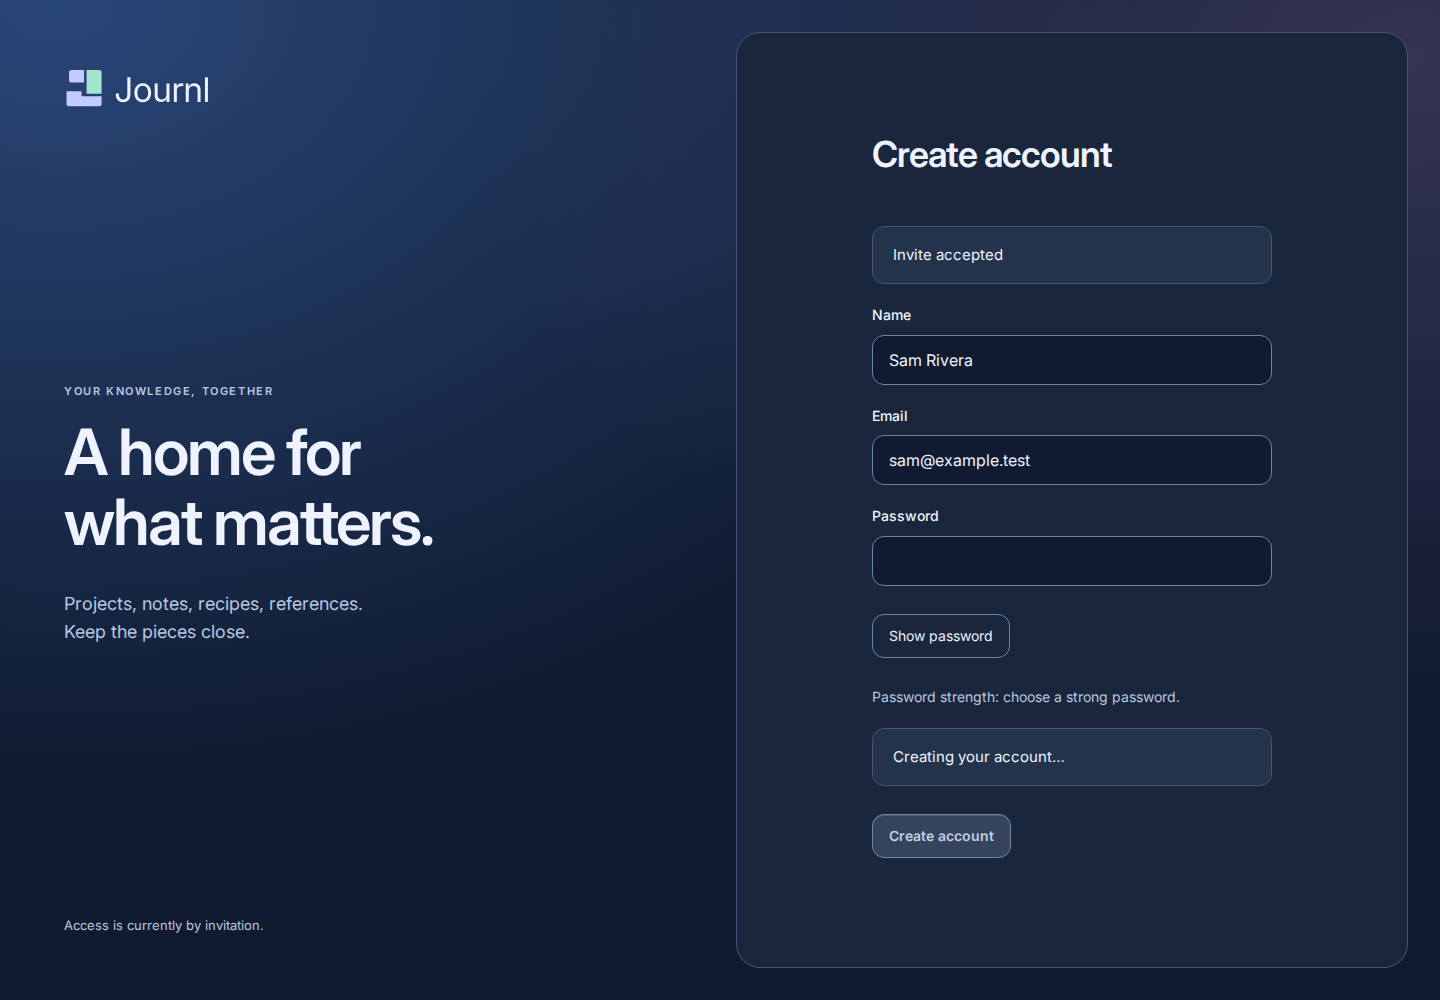 Journl
YOUR KNOWLEDGE, TOGETHER
A home for
what matters.
Projects, notes, recipes, references.
Keep the pieces close.
Access is currently by invitation.
Create account
Invite accepted
Name
Sam Rivera
Email
sam@example.test
Password
Show password
Password strength: choose a strong password.
Creating your account...
Create account